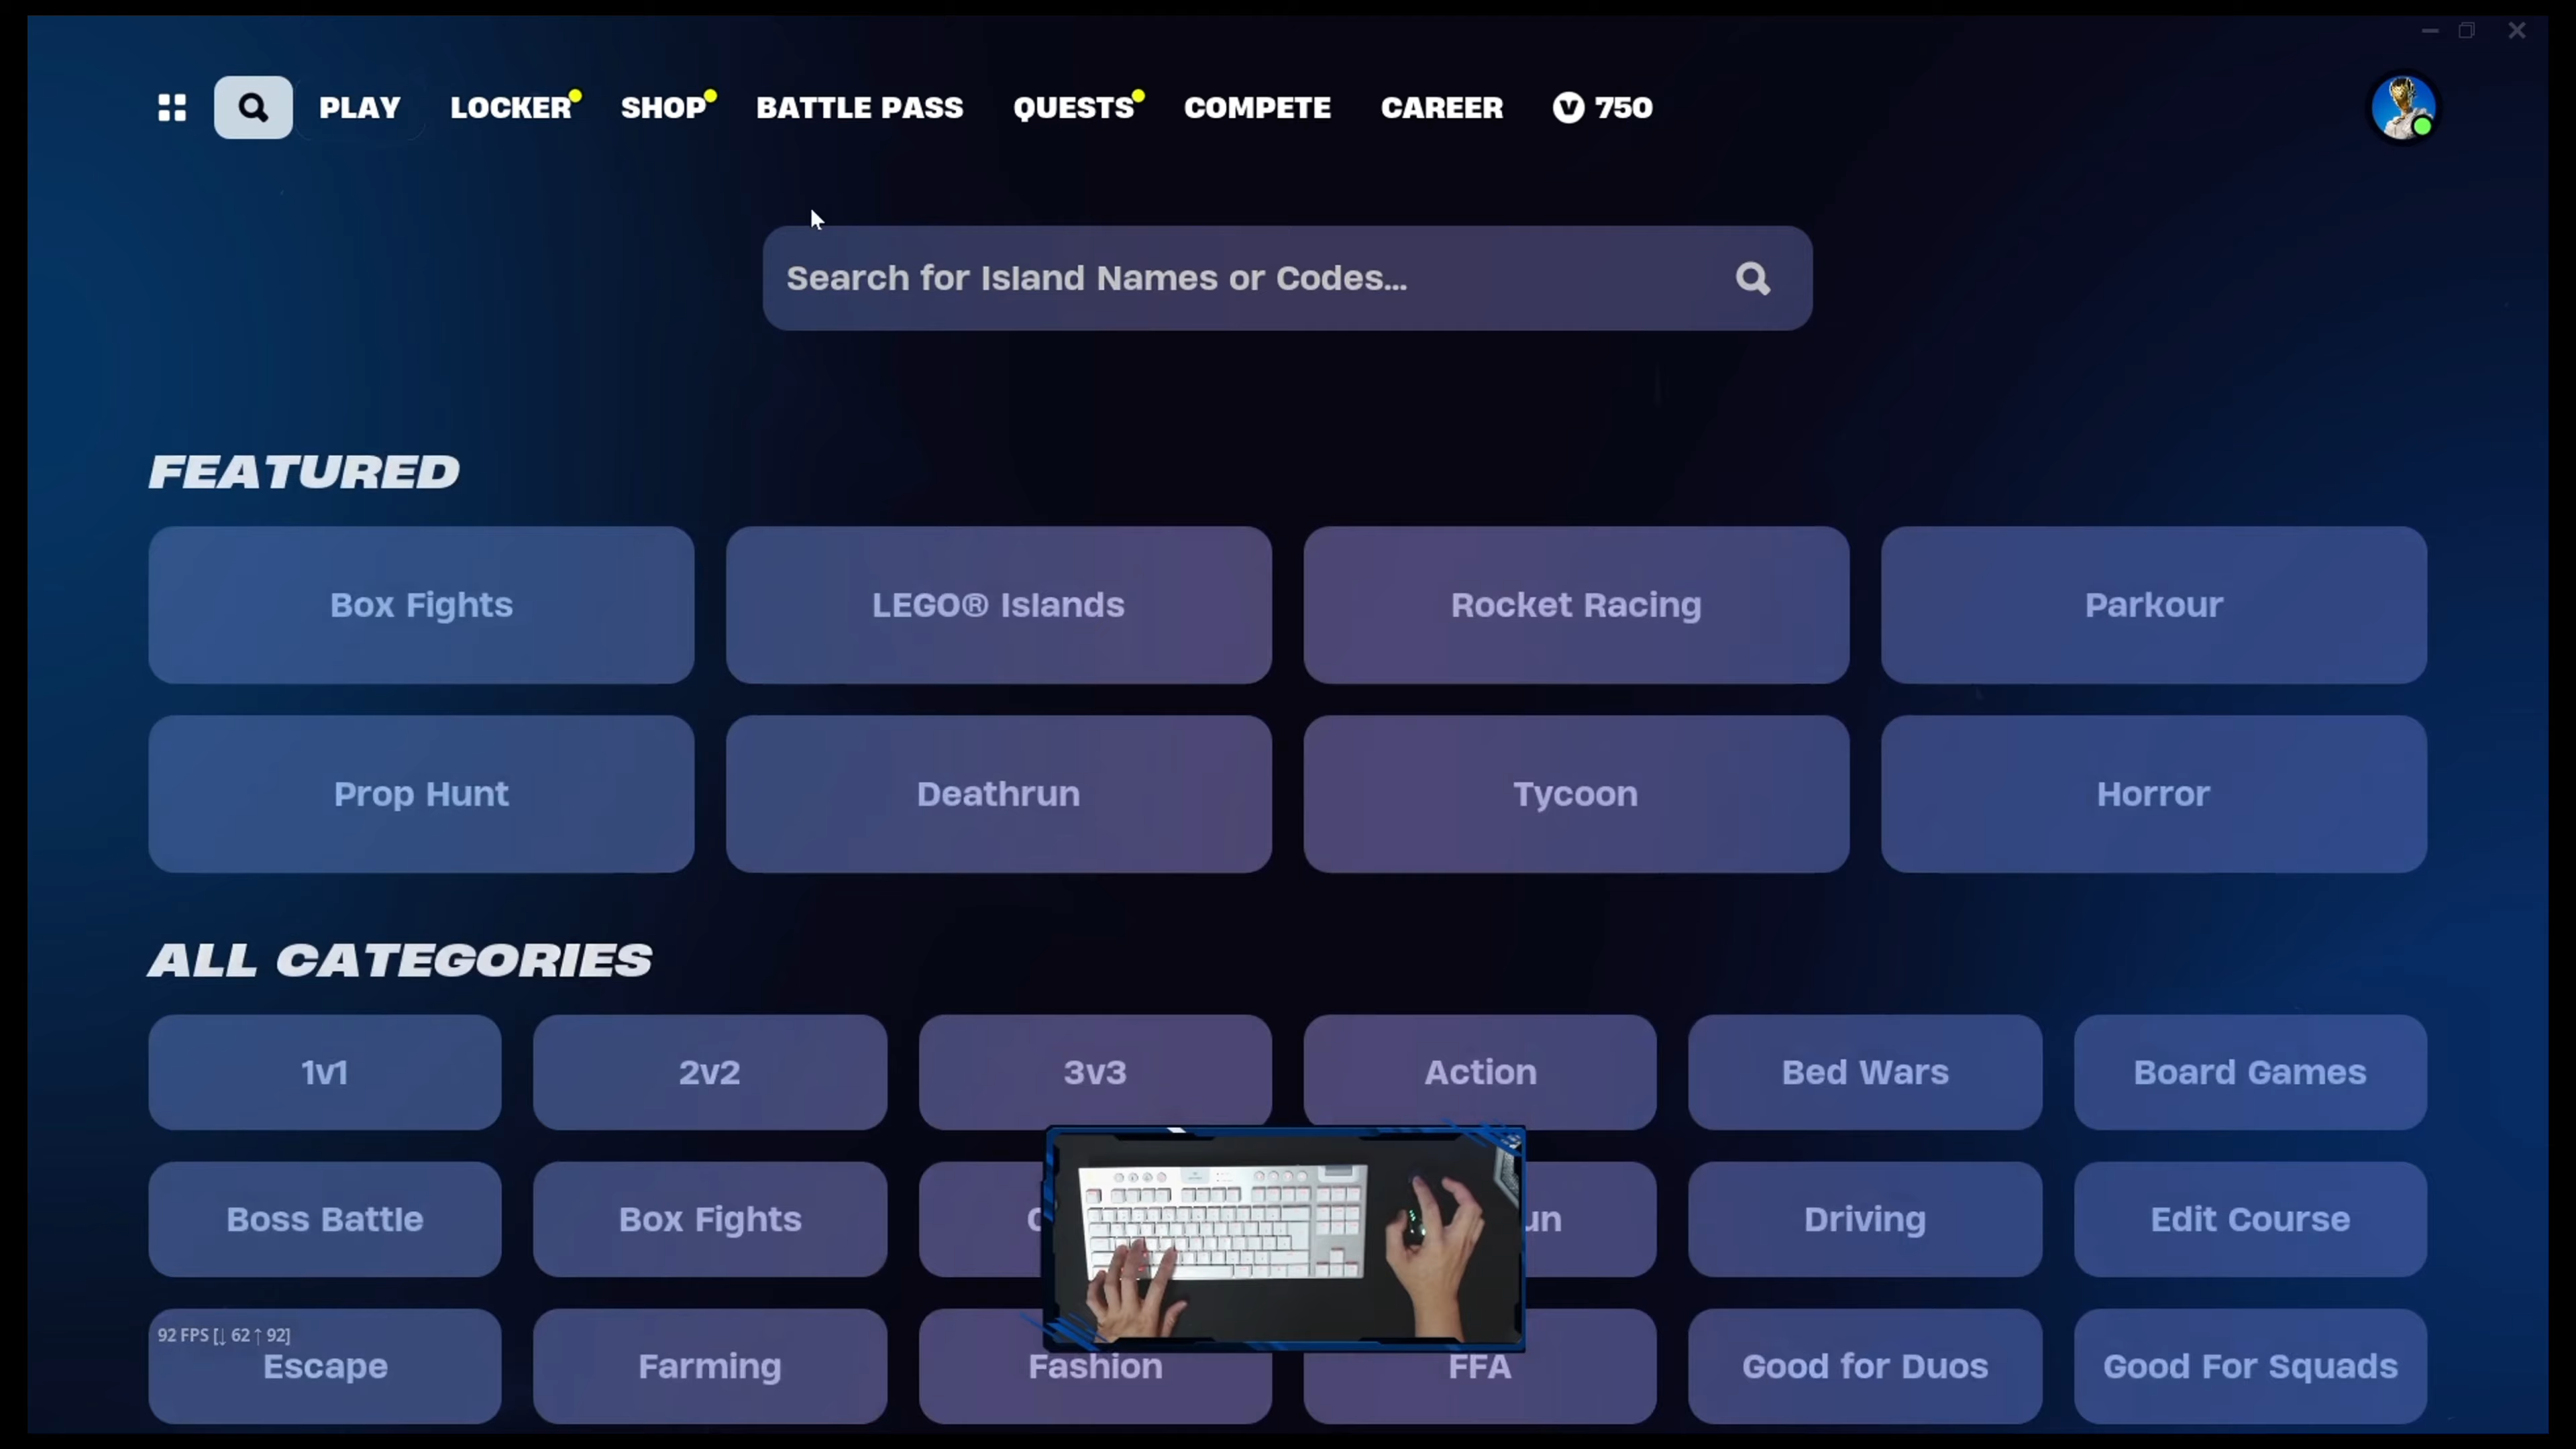 PLAY LOCKER SHOP BATTLE PASS QUESTS COMPETE CAREER V 750
Search for Island Names or Codes...
FEATURED
Box Fights LEGO® Islands Rocket Racing Parkour
Prop Hunt Deathrun Tycoon Horror
ALL CATEGORIES
1v1 2v2 3v3 Action Bed Wars Board Games
Boss Battle Box Fights Driving Edit Course
92 FPS [↓ 62 ↑ 92]
Escape Farming Fashion FFA Good for Duos Good For Squads